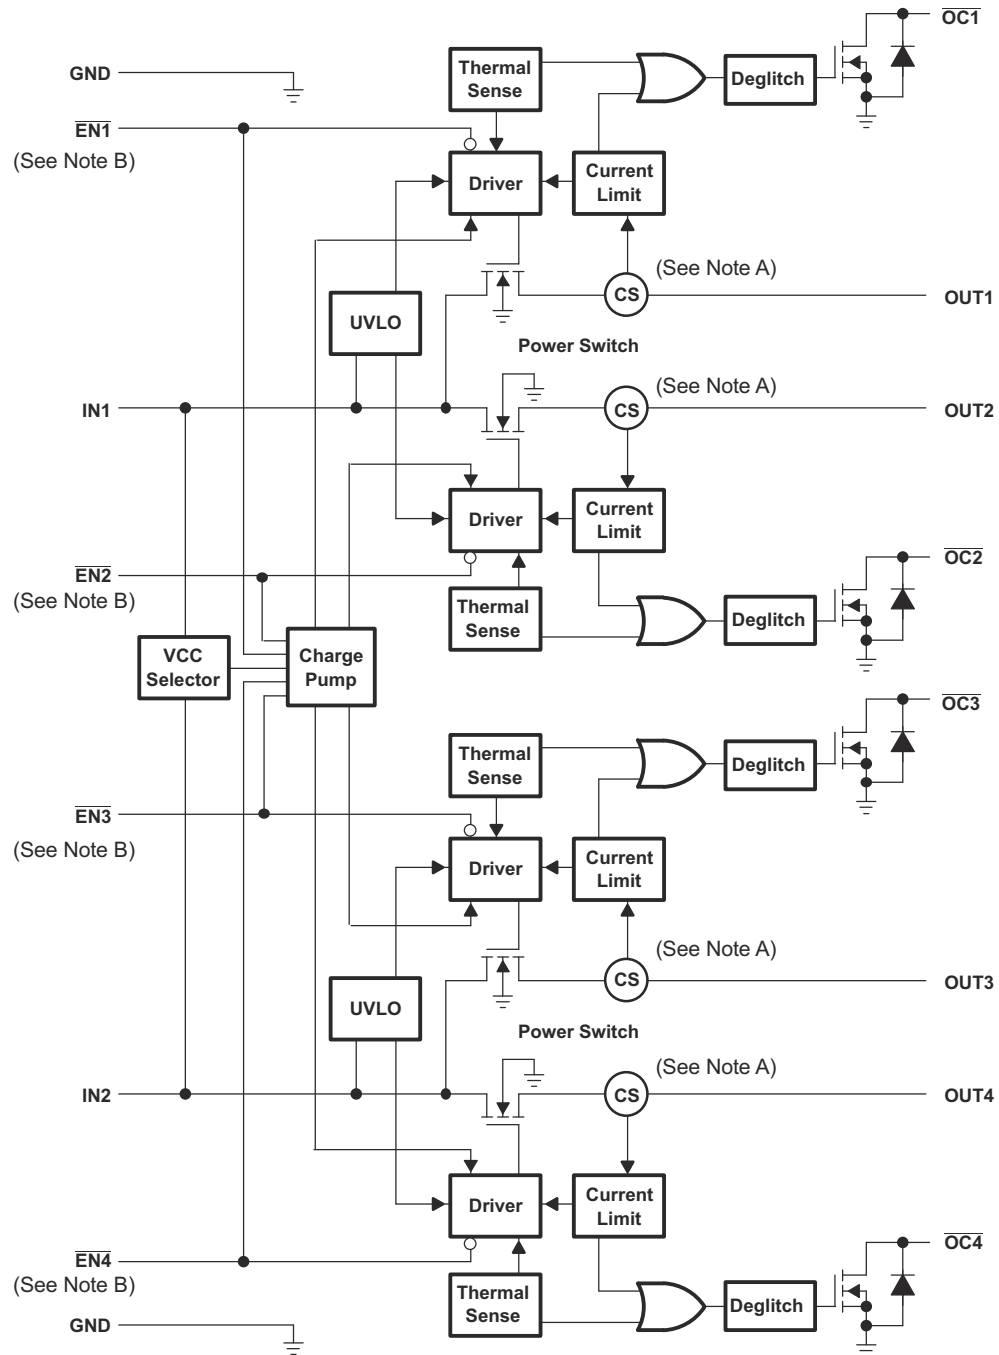 OC1
GND
Thermal
Sense
Deglitch
EN1
(See Note B)
Driver
Current
Limit
(See Note A)
CS
OUT1
UVLO
Power Switch
(See Note A)
IN1
CS
OUT2
Driver
Current
Limit
OC2
EN2
(See Note B)
Thermal
Sense
Deglitch
VCC
Selector
Charge
Pump
OC3
Thermal
Sense
Deglitch
EN3
(See Note B)
Driver
Current
Limit
(See Note A)
CS
OUT3
UVLO
Power Switch
(See Note A)
IN2
CS
OUT4
Driver
Current
Limit
OC4
EN4
(See Note B)
Thermal
Sense
Deglitch
GND